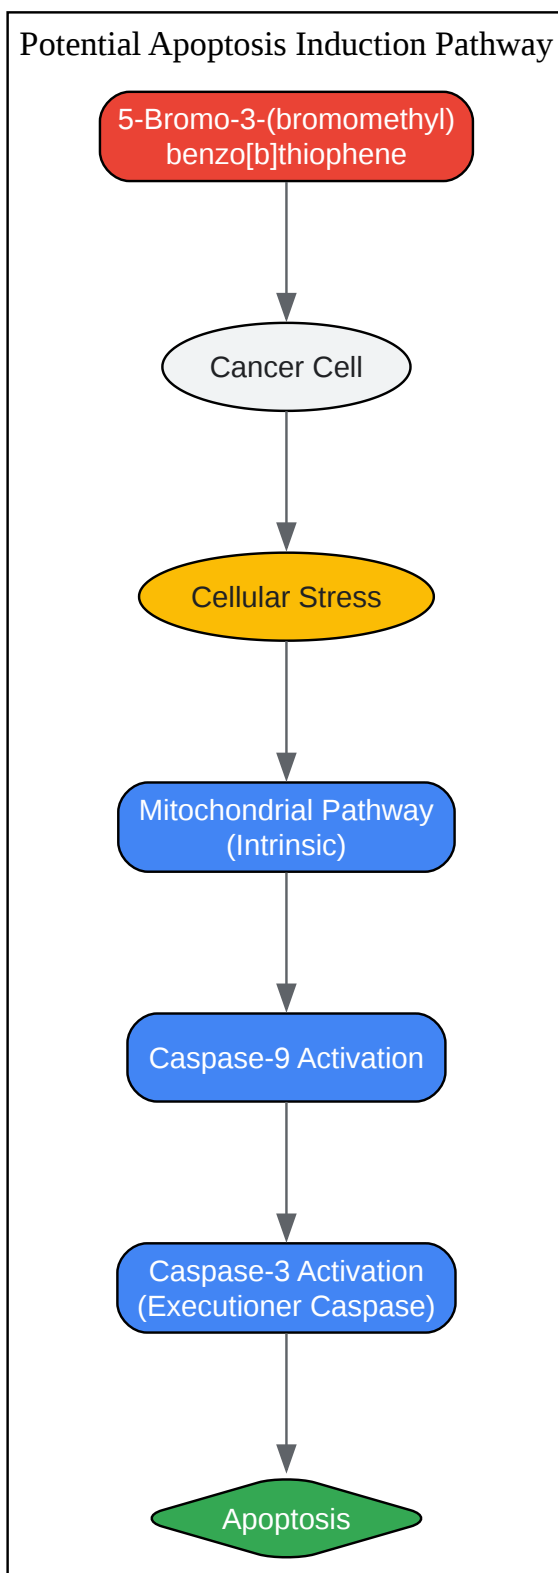 Potential Apoptosis Induction Pathway
5-Bromo-3-(bromomethyl)
benzo[b]thiophene
Cancer Cell
Cellular Stress
Mitochondrial Pathway
(Intrinsic)
Caspase-9 Activation
Caspase-3 Activation
(Executioner Caspase)
Apoptosis